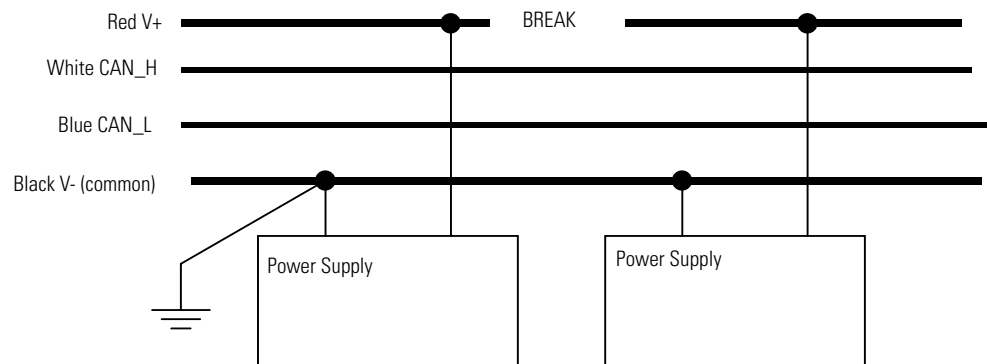 Red V+
BREAK
White CAN_H
Blue CAN_L
Black V- (common)
Power Supply
Power Supply